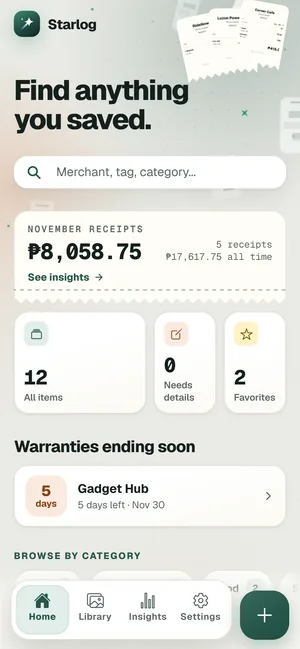 Starlog
Find anything
you saved.
Merchant, tag, category...
NOVEMBER RECEIPTS
₱8,058.75
5 receipts
₱17,617.75 all time
See insights →
12
All items
0
Needs
details
2
Favorites
Warranties ending soon
5
days
Gadget Hub
5 days left · Nov 30
BROWSE BY CATEGORY
2
Home
Library
Insights
Settings